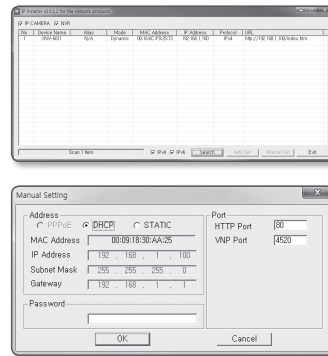 IP Installer v2.0.1.2 for the network products
IP CAMERA NVR
No Device Name Alias Mode MAC Address IP Address Protocol URL
1 N/A Dynamic 192,168,1,100 IPv4 http://192,168,1,100/index,htm
Scan 1 Item IPv4 IPv6 Search Auto Set Manual Set Exit
Manual Setting
Address
PPPoE DHCP STATIC
MAC Address 00:09:18:30:AA:25
IP Address 192 . 168 . 1 . 100
Subnet Mask 255 . 255 . 255 . 0
Gateway 192 . 168 . 1 . 1
Port
HTTP Port 80
VNP Port 4520
Password
OK Cancel